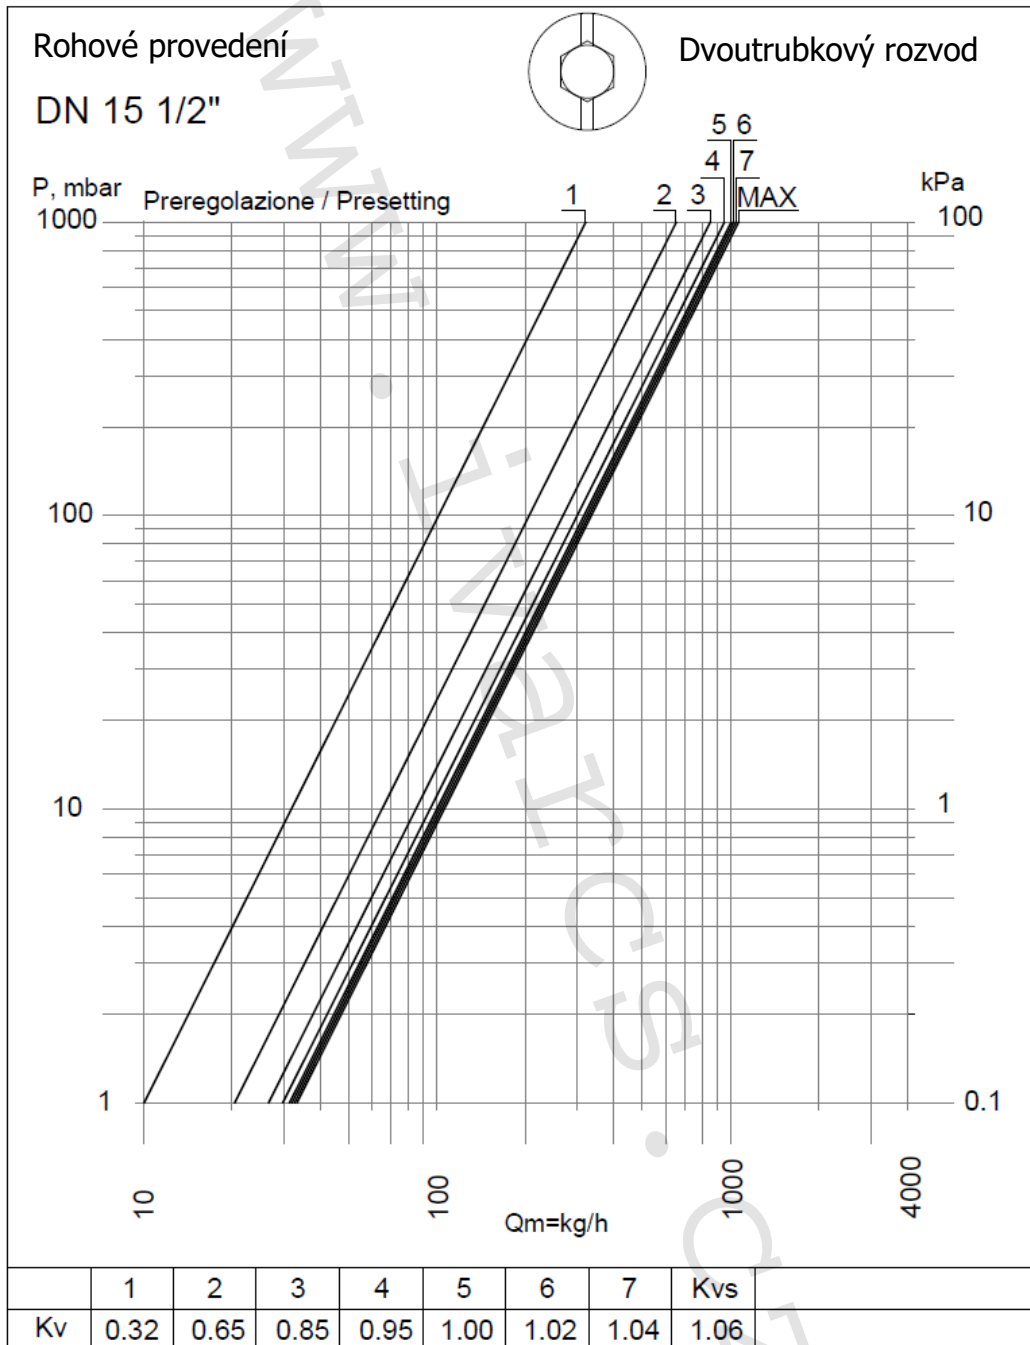 Rohové provedení
Dvoutrubkový rozvod
DN 15 1/2"
5 6
4 7
P, mbar
Preregolazione / Presetting
1 2 3 MAX
kPa
1000
100
100
10
10
1
1
0.1
10
100
1000
4000
Qm=kg/h
1 2 3 4 5 6 7 Kvs
Kv 0.32 0.65 0.85 0.95 1.00 1.02 1.04 1.06
www.ivarcs.cz